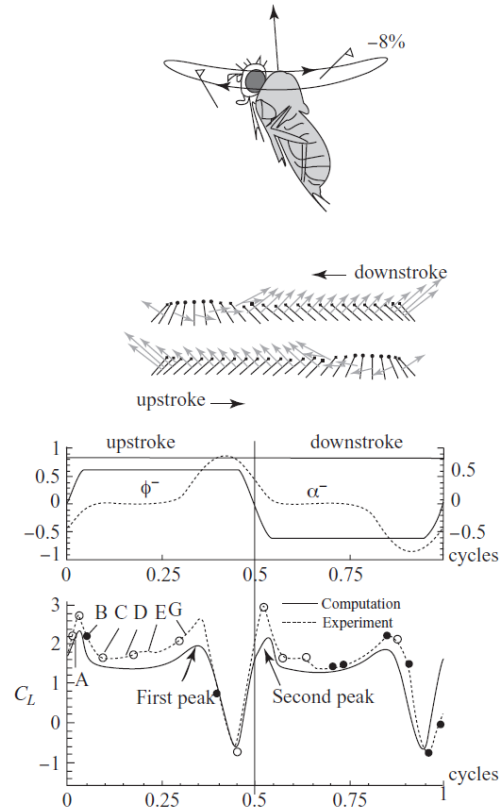 −8%
downstroke
upstroke
upstroke downstroke
1
0.5 0.5
ϕ− α−
0 0
−0.5 −0.5
−1 −1
cycles
0 0.25 0.5 0.75 1
3
B C D E G
Computation
Experiment
2
A
First peak Second peak
1
C_L
0
−1
cycles
0 0.25 0.5 0.75 1